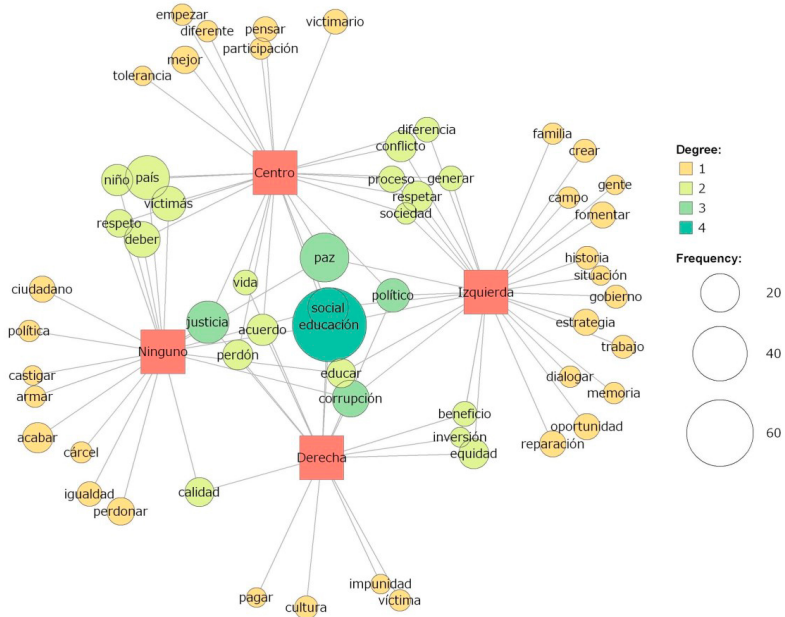 empezar
diferente
pensar
victimario
participación
mejor
tolerancia
diferencia
familia
conflicto
crear
Degree:
1
2
3
4
Centro
niño
país
proceso
generar
gente
respetar
campo
víctimás
sociedad
fomentar
respeto
deber
paz
historia
Frequency:
20
40
60
situación
ciudadano
vida
político
Izquierda
gobierno
social
justicia
educación
estrategia
política
acuerdo
trabajo
Ninguno
perdón
castigar
educar
dialogar
armar
corrupción
memoria
beneficio
oportunidad
acabar
inversión
reparación
cárcel
Derecha
equidad
igualdad
calidad
perdonar
impunidad
pagar
cultura
víctima